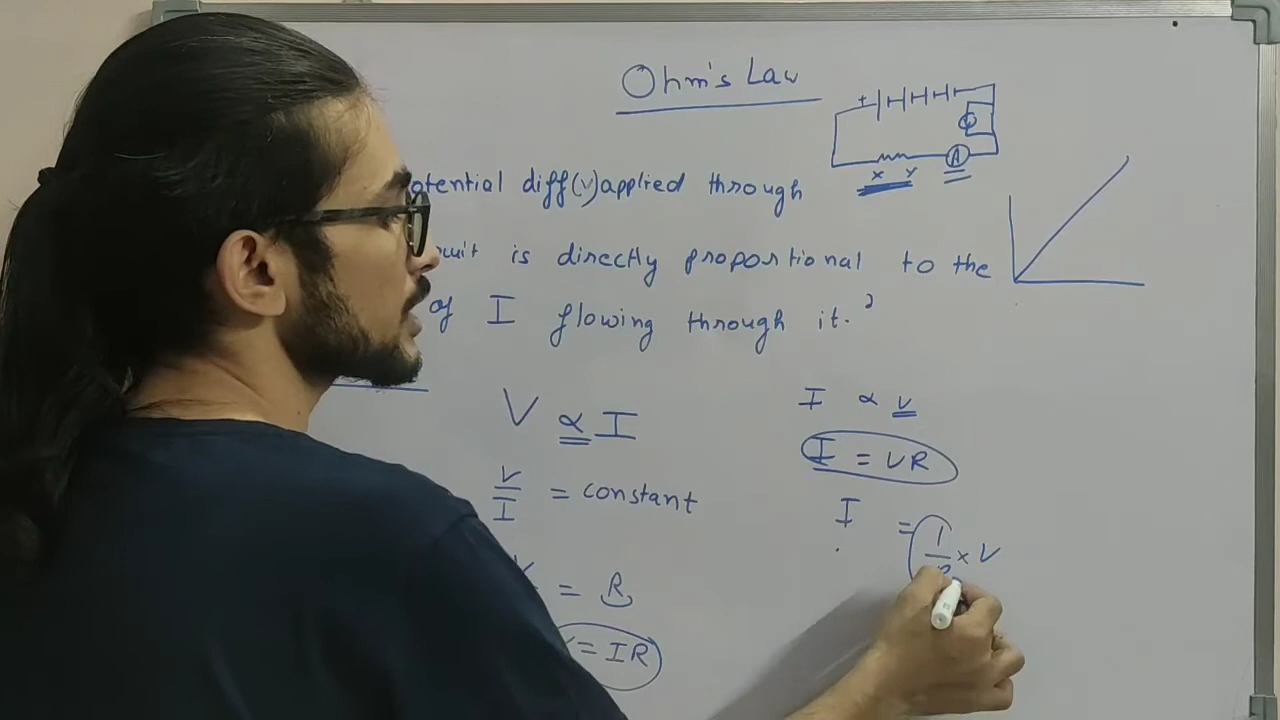 Ohm's Law
+
A
x y
otential diff(v) applied through
cuit is directly proportional to the
of I flowing through it."
V ∝ I
V/I = constant
= R
= IR
I ∝ V
I = VR
I = 1/ × V